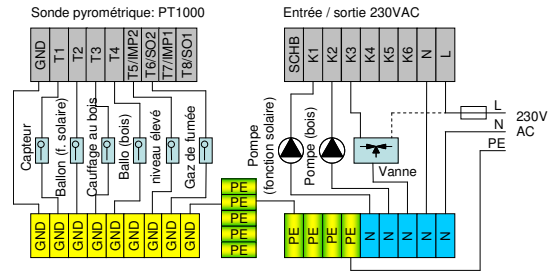 Sonde pyrométrique: PT1000
Entrée / sortie 230VAC
GND
T1
T2
T3
T4
T5/IMP2
T6/SO2
T7/IMP1
T8/SO1
SCHB
K1
K2
K3
K4
K5
K6
N
L
Capteur
Ballon (f. solaire)
Cauffage au bois
Ballo (bois)
niveau élevé
Gaz de fumée
Pompe
(fonction solaire)
Pompe (bois)
Vanne
L
N
PE
230V
AC
PE
PE
PE
PE
PE
GND
GND
GND
GND
GND
GND
GND
PE
PE
PE
PE
N
N
N
N
N